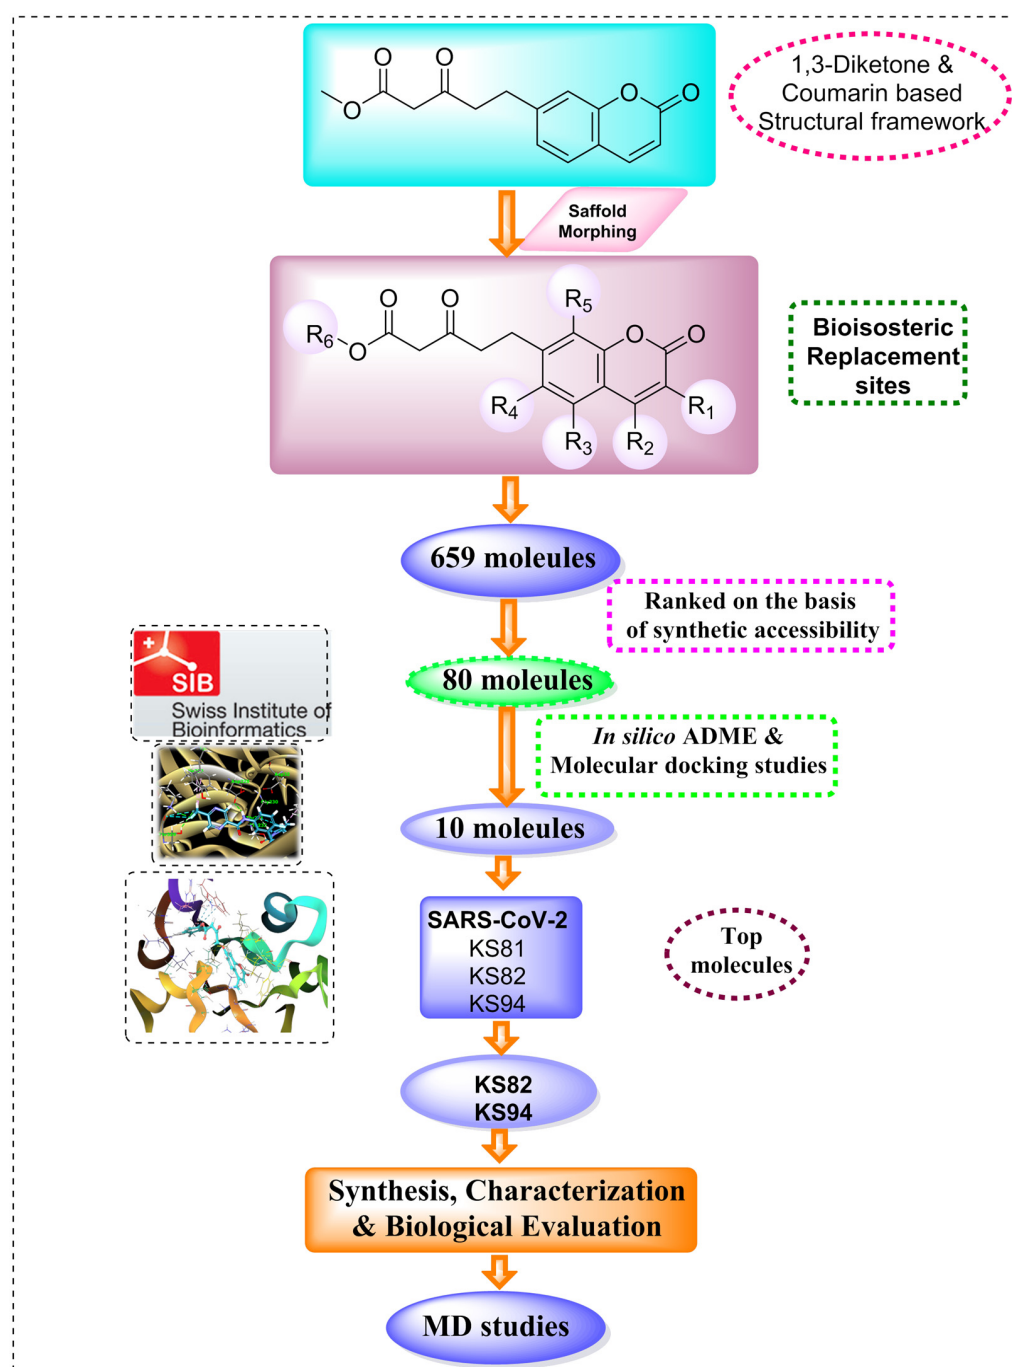 1,3-Diketone &
Coumarin based
Structural framework
O
O
O
O
O
Saffold
Morphing
O
O
R5
O
O
R6
O
R4
R1
R3
R2
Bioisosteric
Replacement
sites
659 moleules
Ranked on the basis
of synthetic accessibility
SIB
Swiss Institute of
Bioinformatics
80 moleules
In silico ADME &
Molecular docking studies
10 moleules
SARS-CoV-2
KS81
KS82
KS94
Top
moleules
KS82
KS94
Synthesis, Characterization
& Biological Evaluation
MD studies